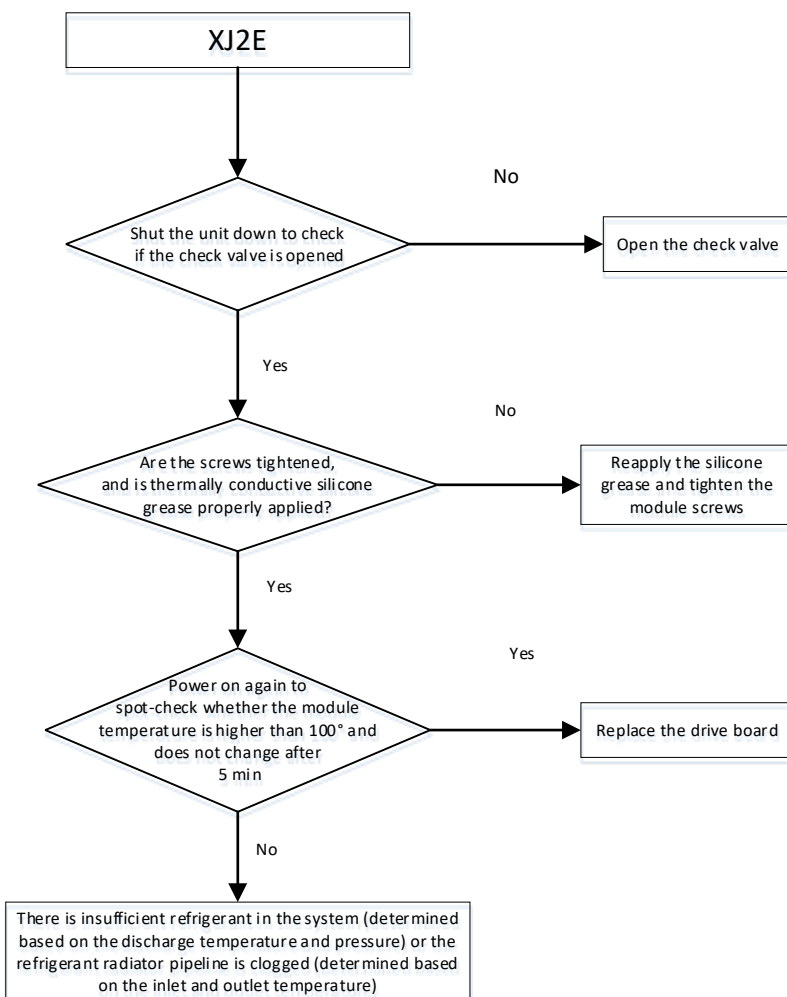 XJ2E
No
Shut the unit down to check
if the check valve is opened
Open the check valve
Yes
No
Are the screws tightened,
and is thermally conductive silicone
grease properly applied?
Reapply the silicone
grease and tighten the
module screws
Yes
Yes
Power on again to
spot-check whether the module
temperature is higher than 100° and
does not change after
5 min
Replace the drive board
No
There is insufficient refrigerant in the system (determined
based on the discharge temperature and pressure) or the
refrigerant radiator pipeline is clogged (determined based
on the inlet and outlet temperature)